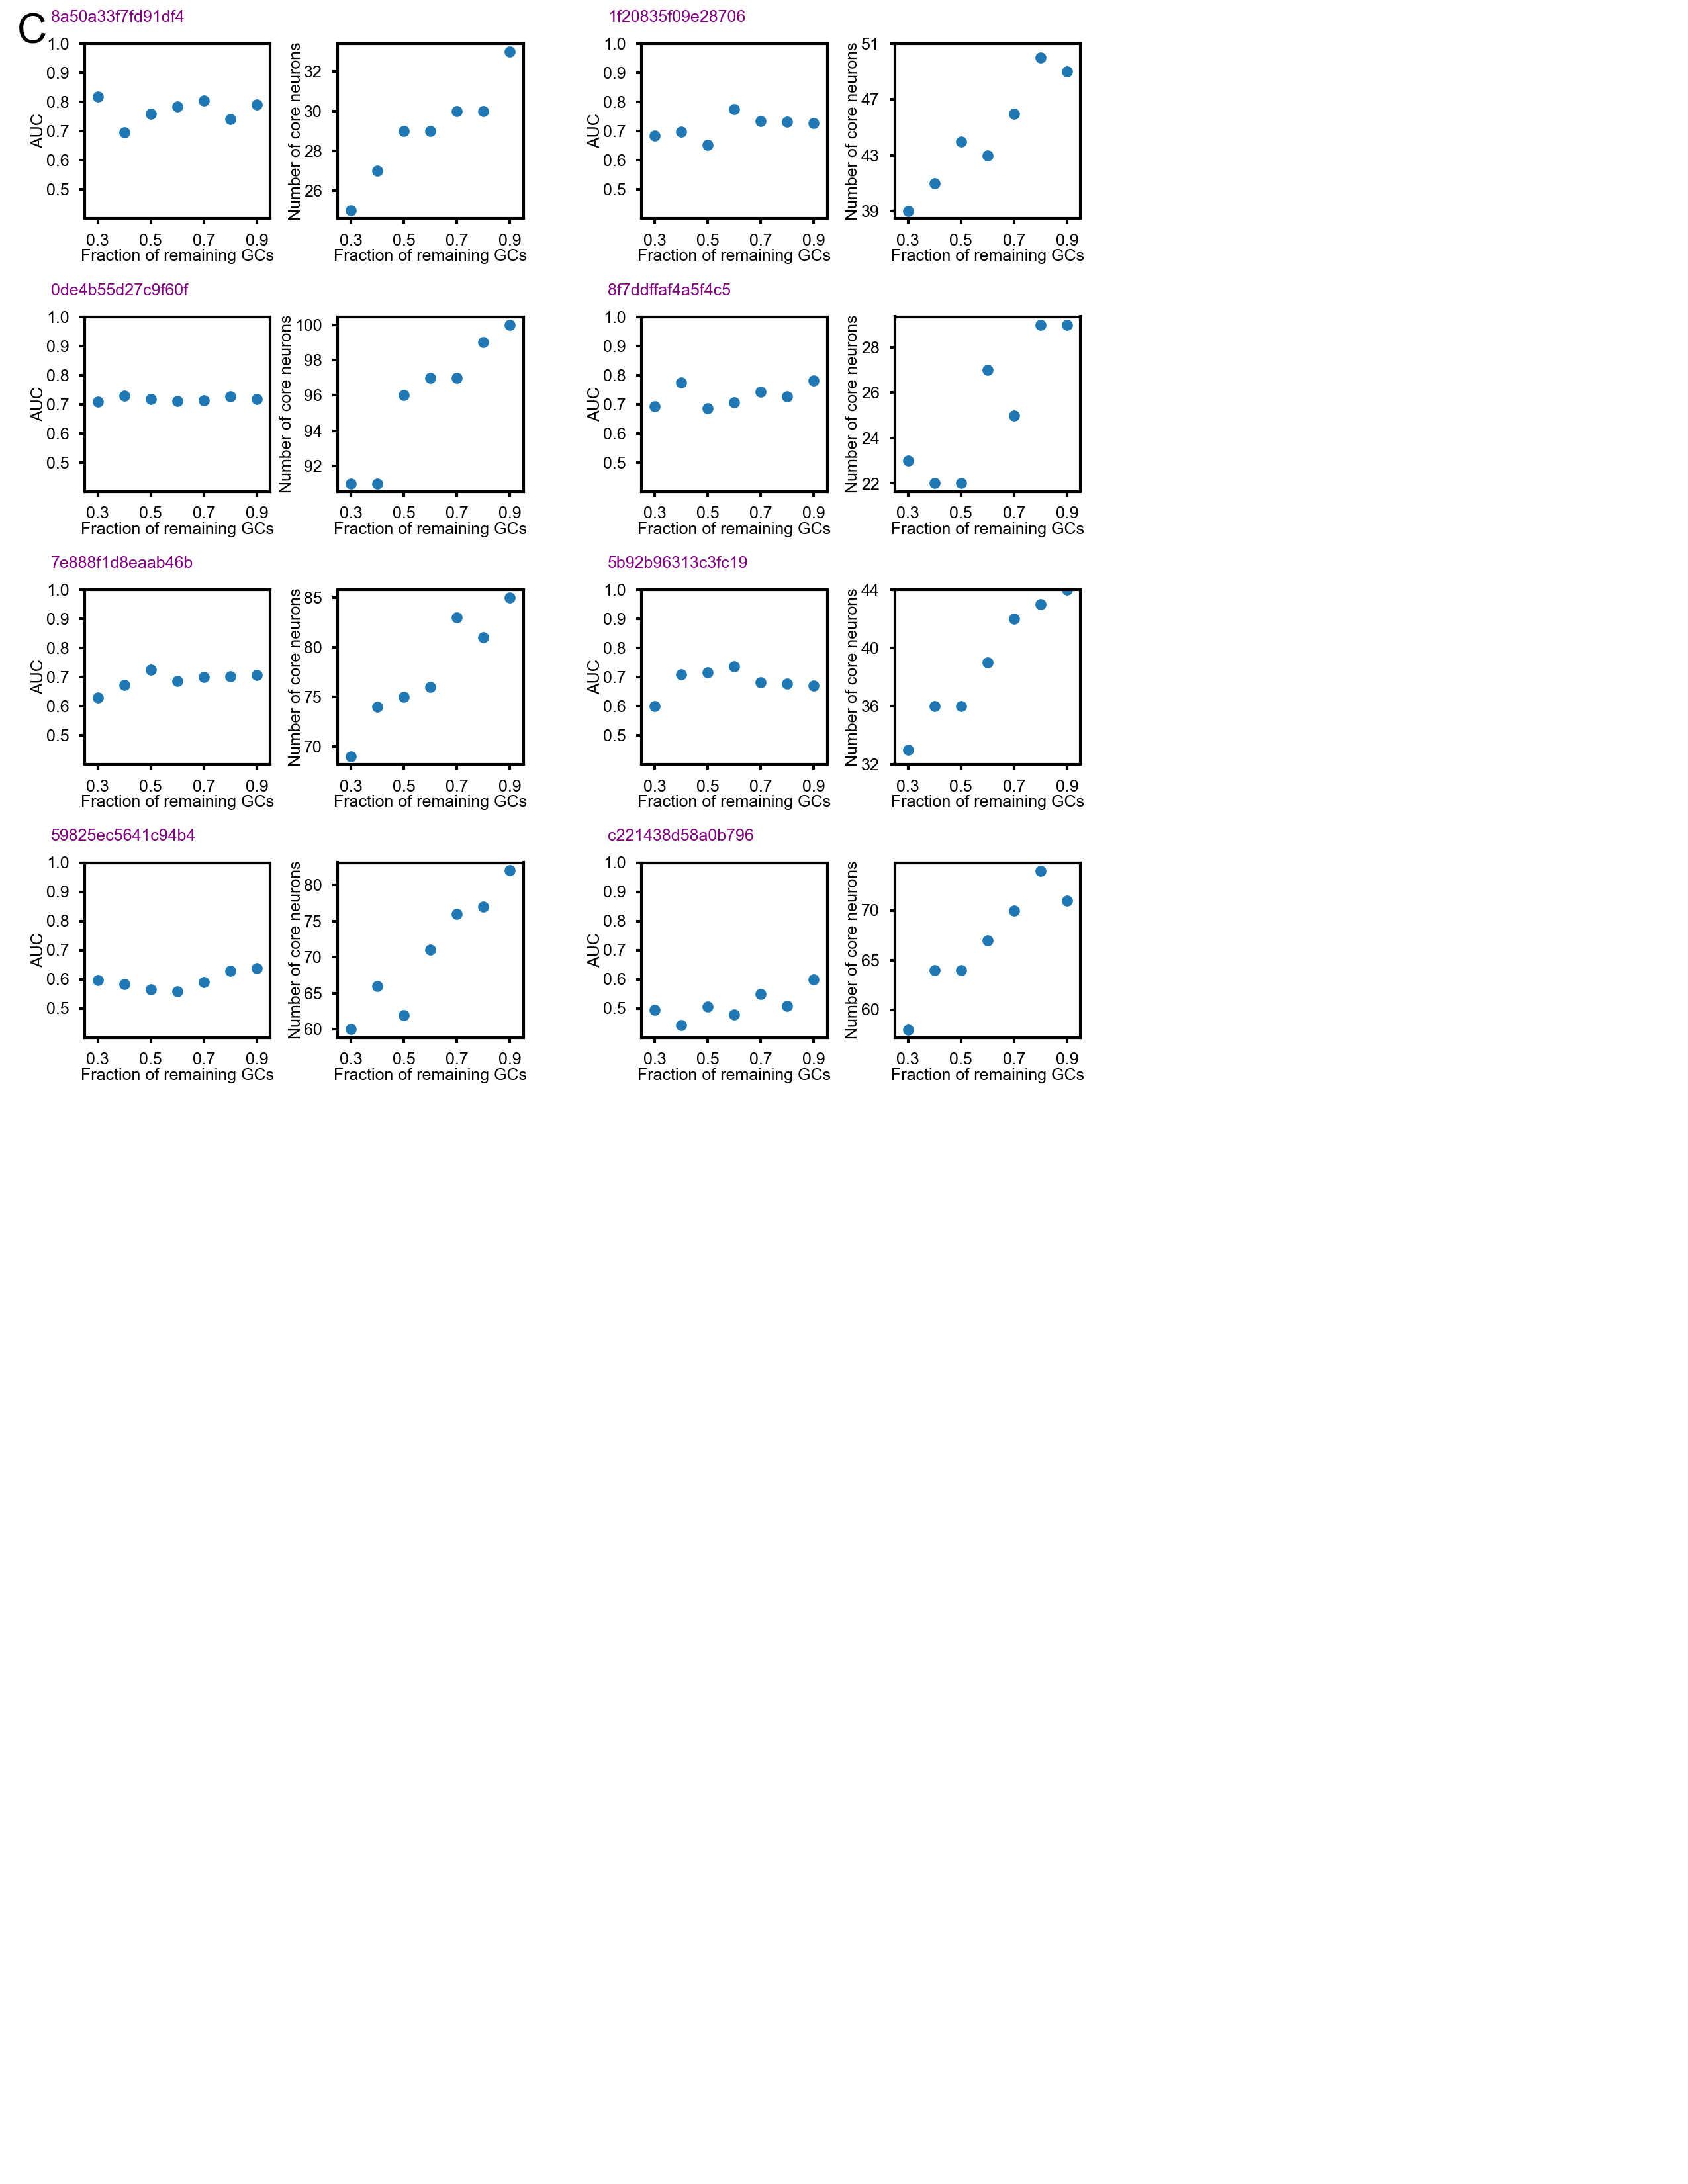 C
8a50a33f7fd91df4
1.0
0.9
0.8
0.7
0.6
0.5
AUC
0.3 0.5 0.7 0.9
Fraction of remaining GCs
32
30
28
26
Number of core neurons
0.3 0.5 0.7 0.9
Fraction of remaining GCs
1f20835f09e28706
1.0
0.9
0.8
0.7
0.6
0.5
AUC
0.3 0.5 0.7 0.9
Fraction of remaining GCs
51
47
43
39
Number of core neurons
0.3 0.5 0.7 0.9
Fraction of remaining GCs
0de4b55d27c9f60f
1.0
0.9
0.8
0.7
0.6
0.5
AUC
0.3 0.5 0.7 0.9
Fraction of remaining GCs
100
98
96
94
92
Number of core neurons
0.3 0.5 0.7 0.9
Fraction of remaining GCs
8f7ddffaf4a5f4c5
1.0
0.9
0.8
0.7
0.6
0.5
AUC
0.3 0.5 0.7 0.9
Fraction of remaining GCs
28
26
24
22
Number of core neurons
0.3 0.5 0.7 0.9
Fraction of remaining GCs
7e888f1d8eaab46b
1.0
0.9
0.8
0.7
0.6
0.5
AUC
0.3 0.5 0.7 0.9
Fraction of remaining GCs
85
80
75
70
Number of core neurons
0.3 0.5 0.7 0.9
Fraction of remaining GCs
5b92b96313c3fc19
1.0
0.9
0.8
0.7
0.6
0.5
AUC
0.3 0.5 0.7 0.9
Fraction of remaining GCs
44
40
36
32
Number of core neurons
0.3 0.5 0.7 0.9
Fraction of remaining GCs
59825ec5641c94b4
1.0
0.9
0.8
0.7
0.6
0.5
AUC
0.3 0.5 0.7 0.9
Fraction of remaining GCs
80
75
70
65
60
Number of core neurons
0.3 0.5 0.7 0.9
Fraction of remaining GCs
c221438d58a0b796
1.0
0.9
0.8
0.7
0.6
0.5
AUC
0.3 0.5 0.7 0.9
Fraction of remaining GCs
70
65
60
Number of core neurons
0.3 0.5 0.7 0.9
Fraction of remaining GCs